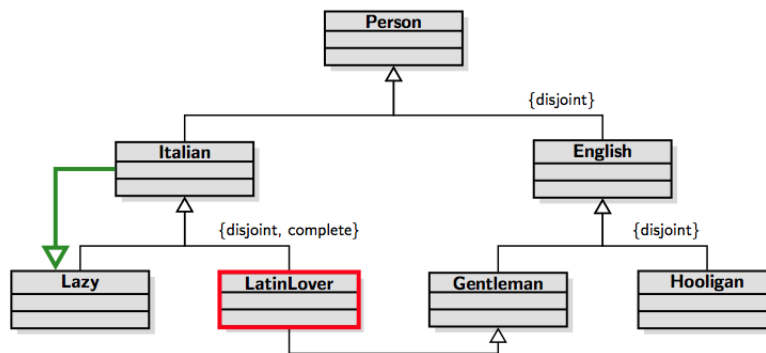 Person
{disjoint}
Italian
English
{disjoint, complete}
{disjoint}
Lazy
LatinLover
Gentleman
Hooligan